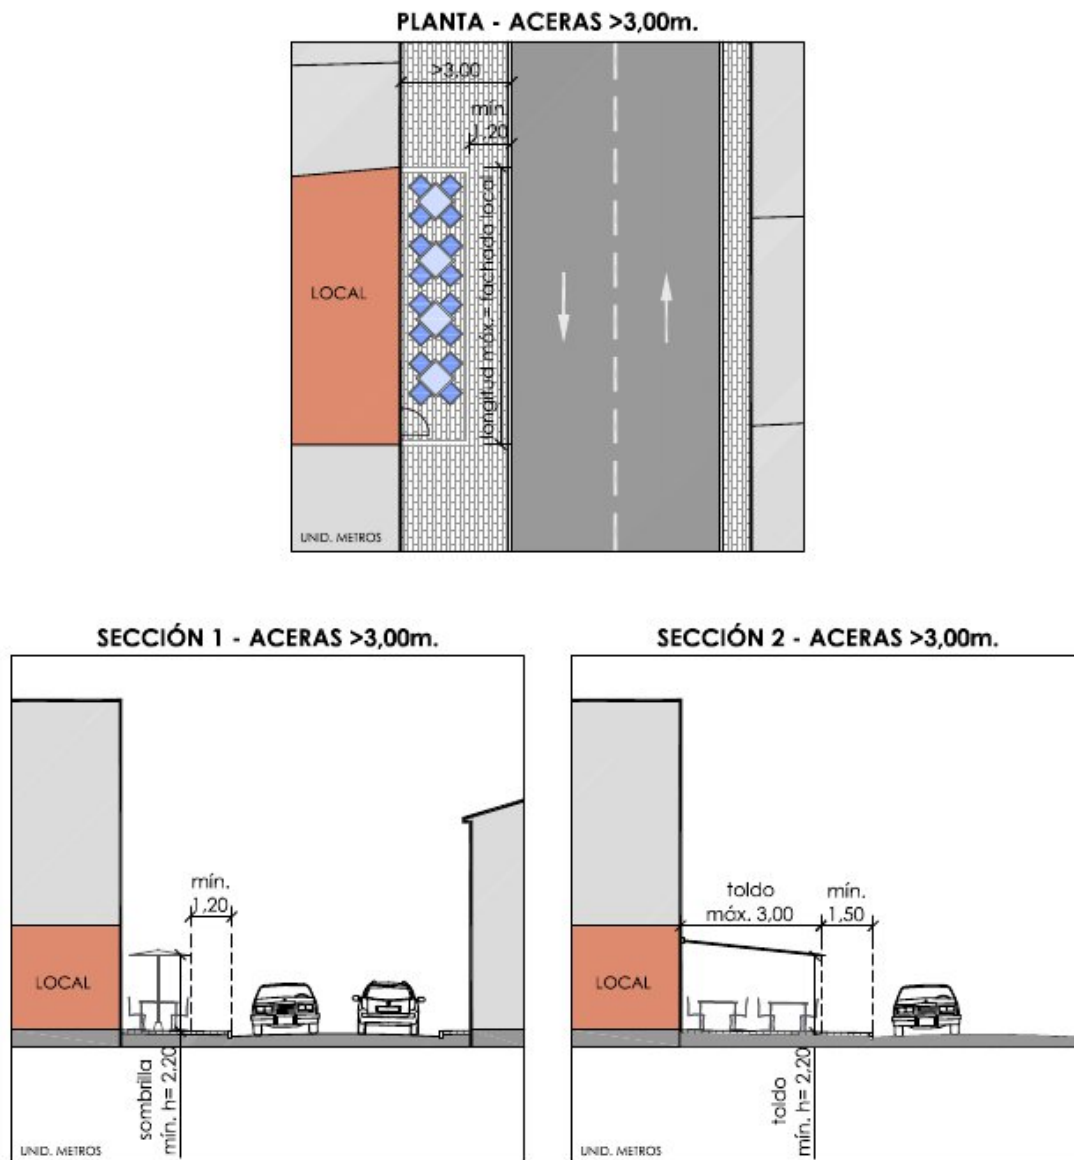 PLANTA - ACERAS >3,00m.
>3,00
mín.
1,20
longitud máx.= fachada local
LOCAL
UNID. METROS
SECCIÓN 1 - ACERAS >3,00m.
mín.
1,20
LOCAL
sombrilla
mín. h= 2,20
UNID. METROS
SECCIÓN 2 - ACERAS >3,00m.
toldo
máx. 3,00
mín.
1,50
LOCAL
toldo
mín. h= 2,20
UNID. METROS